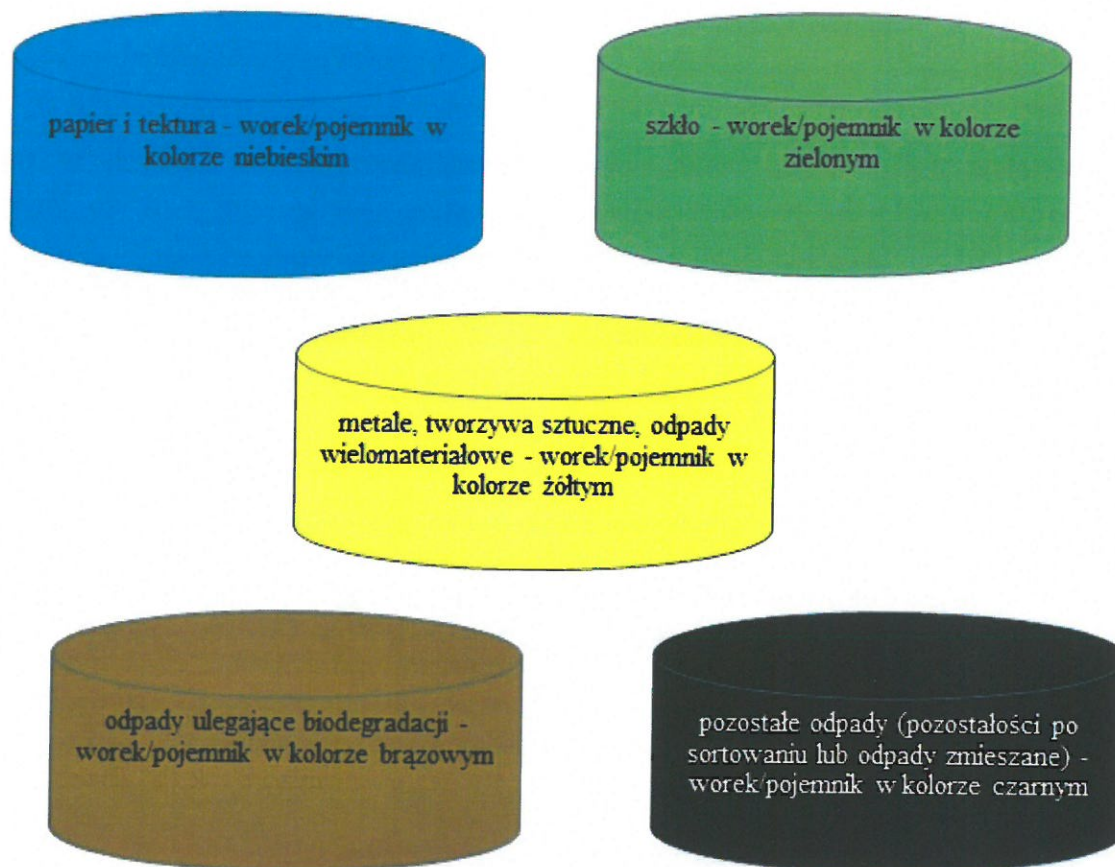 papier i tektura - worek/pojemnik w
kolorze niebieskim
szkło - worek/pojemnik w kolorze
zielonym
metale, tworzywa sztuczne, odpady
wielomateriałowe - worek/pojemnik w
kolorze żółtym
odpady ulegające biodegradacji -
worek/pojemnik w kolorze brązowym
pozostałe odpady (pozostałości po
sortowaniu lub odpady zmieszane) -
worek/pojemnik w kolorze czarnym